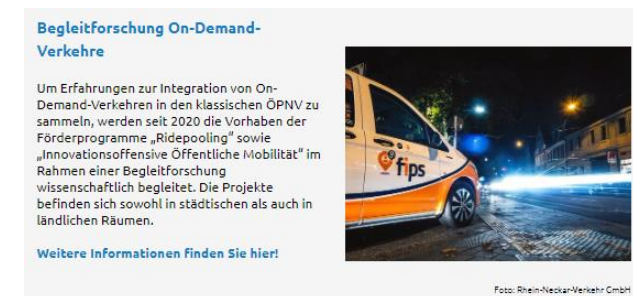 Begleitforschung On-Demand-
Verkehre
Um Erfahrungen zur Integration von On-
Demand-Verkehren in den klassischen ÖPNV zu
sammeln, werden seit 2020 die Vorhaben der
Förderprogramme „Ridepooling“ sowie
„Innovationsoffensive Öffentliche Mobilität“ im
Rahmen einer Begleitforschung
wissenschaftlich begleitet. Die Projekte
befinden sich sowohl in städtischen als auch in
ländlichen Räumen.
Weitere Informationen finden Sie hier!
fips
Foto: Rhein-Neckar-Verkehr GmbH